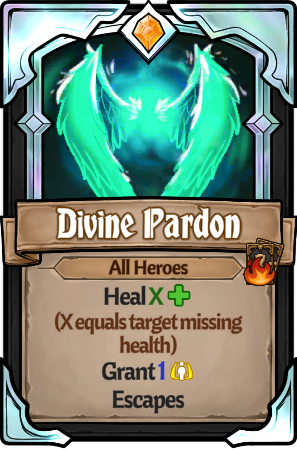 Divine Pardon
All Heroes
Heal X
(X equals target missing
health)
Grant 1
Escapes